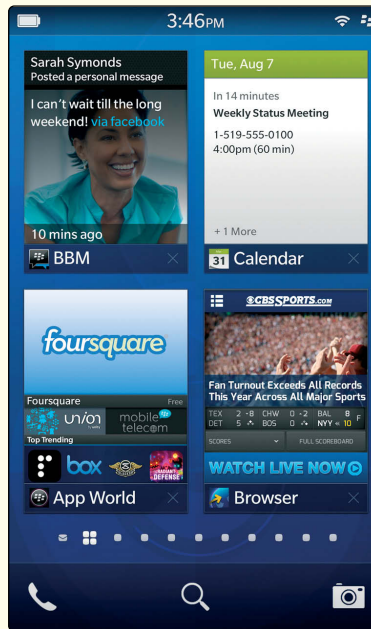 3:46PM
Sarah Symonds
Posted a personal message
I can't wait till the long
weekend! via facebook
10 mins ago
BBM
Tue, Aug 7
In 14 minutes
Weekly Status Meeting
1-519-555-0100
4:00pm (60 min)
+ 1 More
31 Calendar
foursquare
Foursquare Free
union
mobile
telecom
Top Trending
box
RADIANT
DEFENSE
App World
CBSSPORTS.COM
Fan Turnout Exceeds All Records
This Year Across All Major Sports
TEX 2 -8 CHW 0 -2 BAL 8 F
DET 5 BOS 0 NYY 10
SCORES FULL SCOREBOARD
WATCH LIVE NOW
Browser